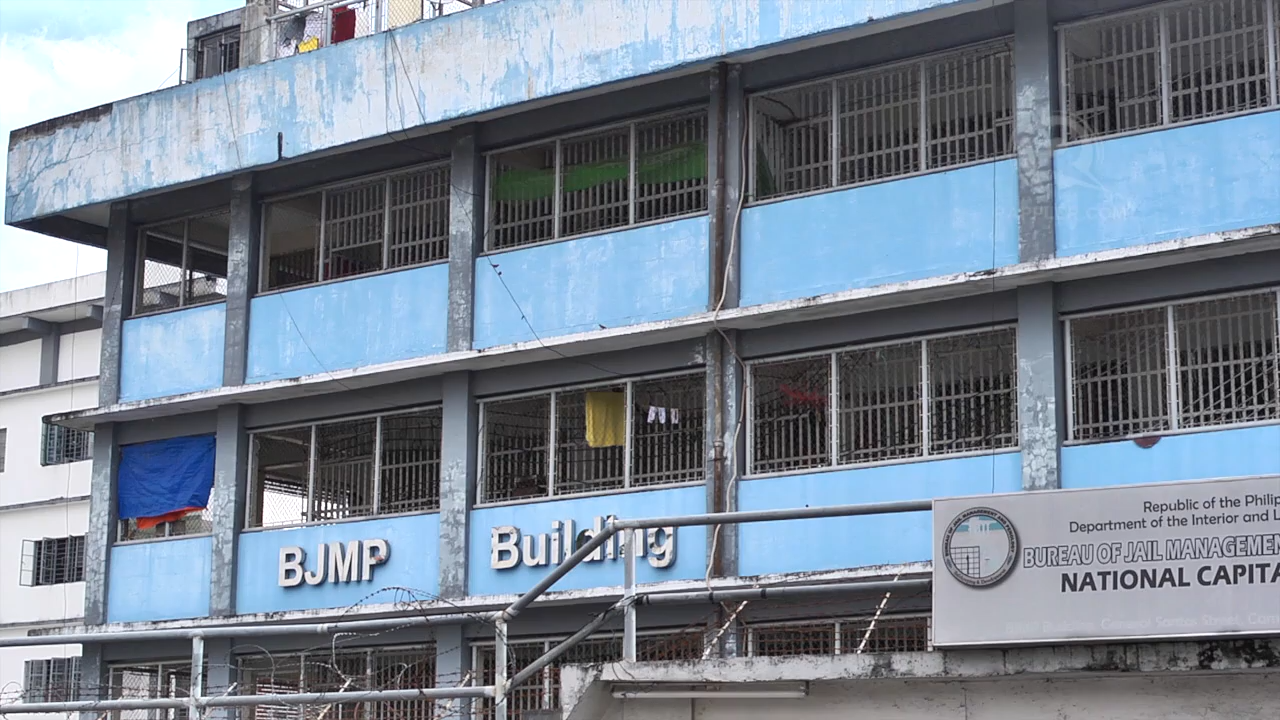 BJMP Building
Republic of the Philip
Department of the Interior and L
BUREAU OF JAIL MANAGEMEN
NATIONAL CAPITA